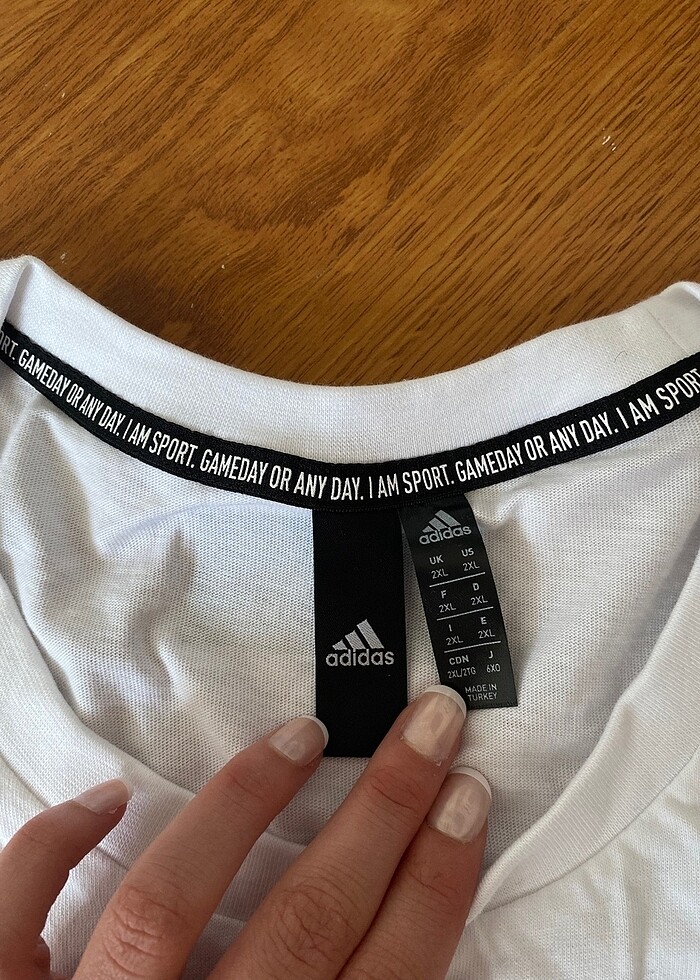 ORT. GAMEDAY OR ANY DAY. I AM SPORT. GAMEDAY OR ANY DAY. I AM SPORT. GAMEDAY OR ANY DAY. I AM SPORT
adidas
adidas
UK US
2XL 2XL
F D
2XL 2XL
I E
2XL 2XL
CDN J
2XL/2TG 6XO
MADE IN
TURKEY